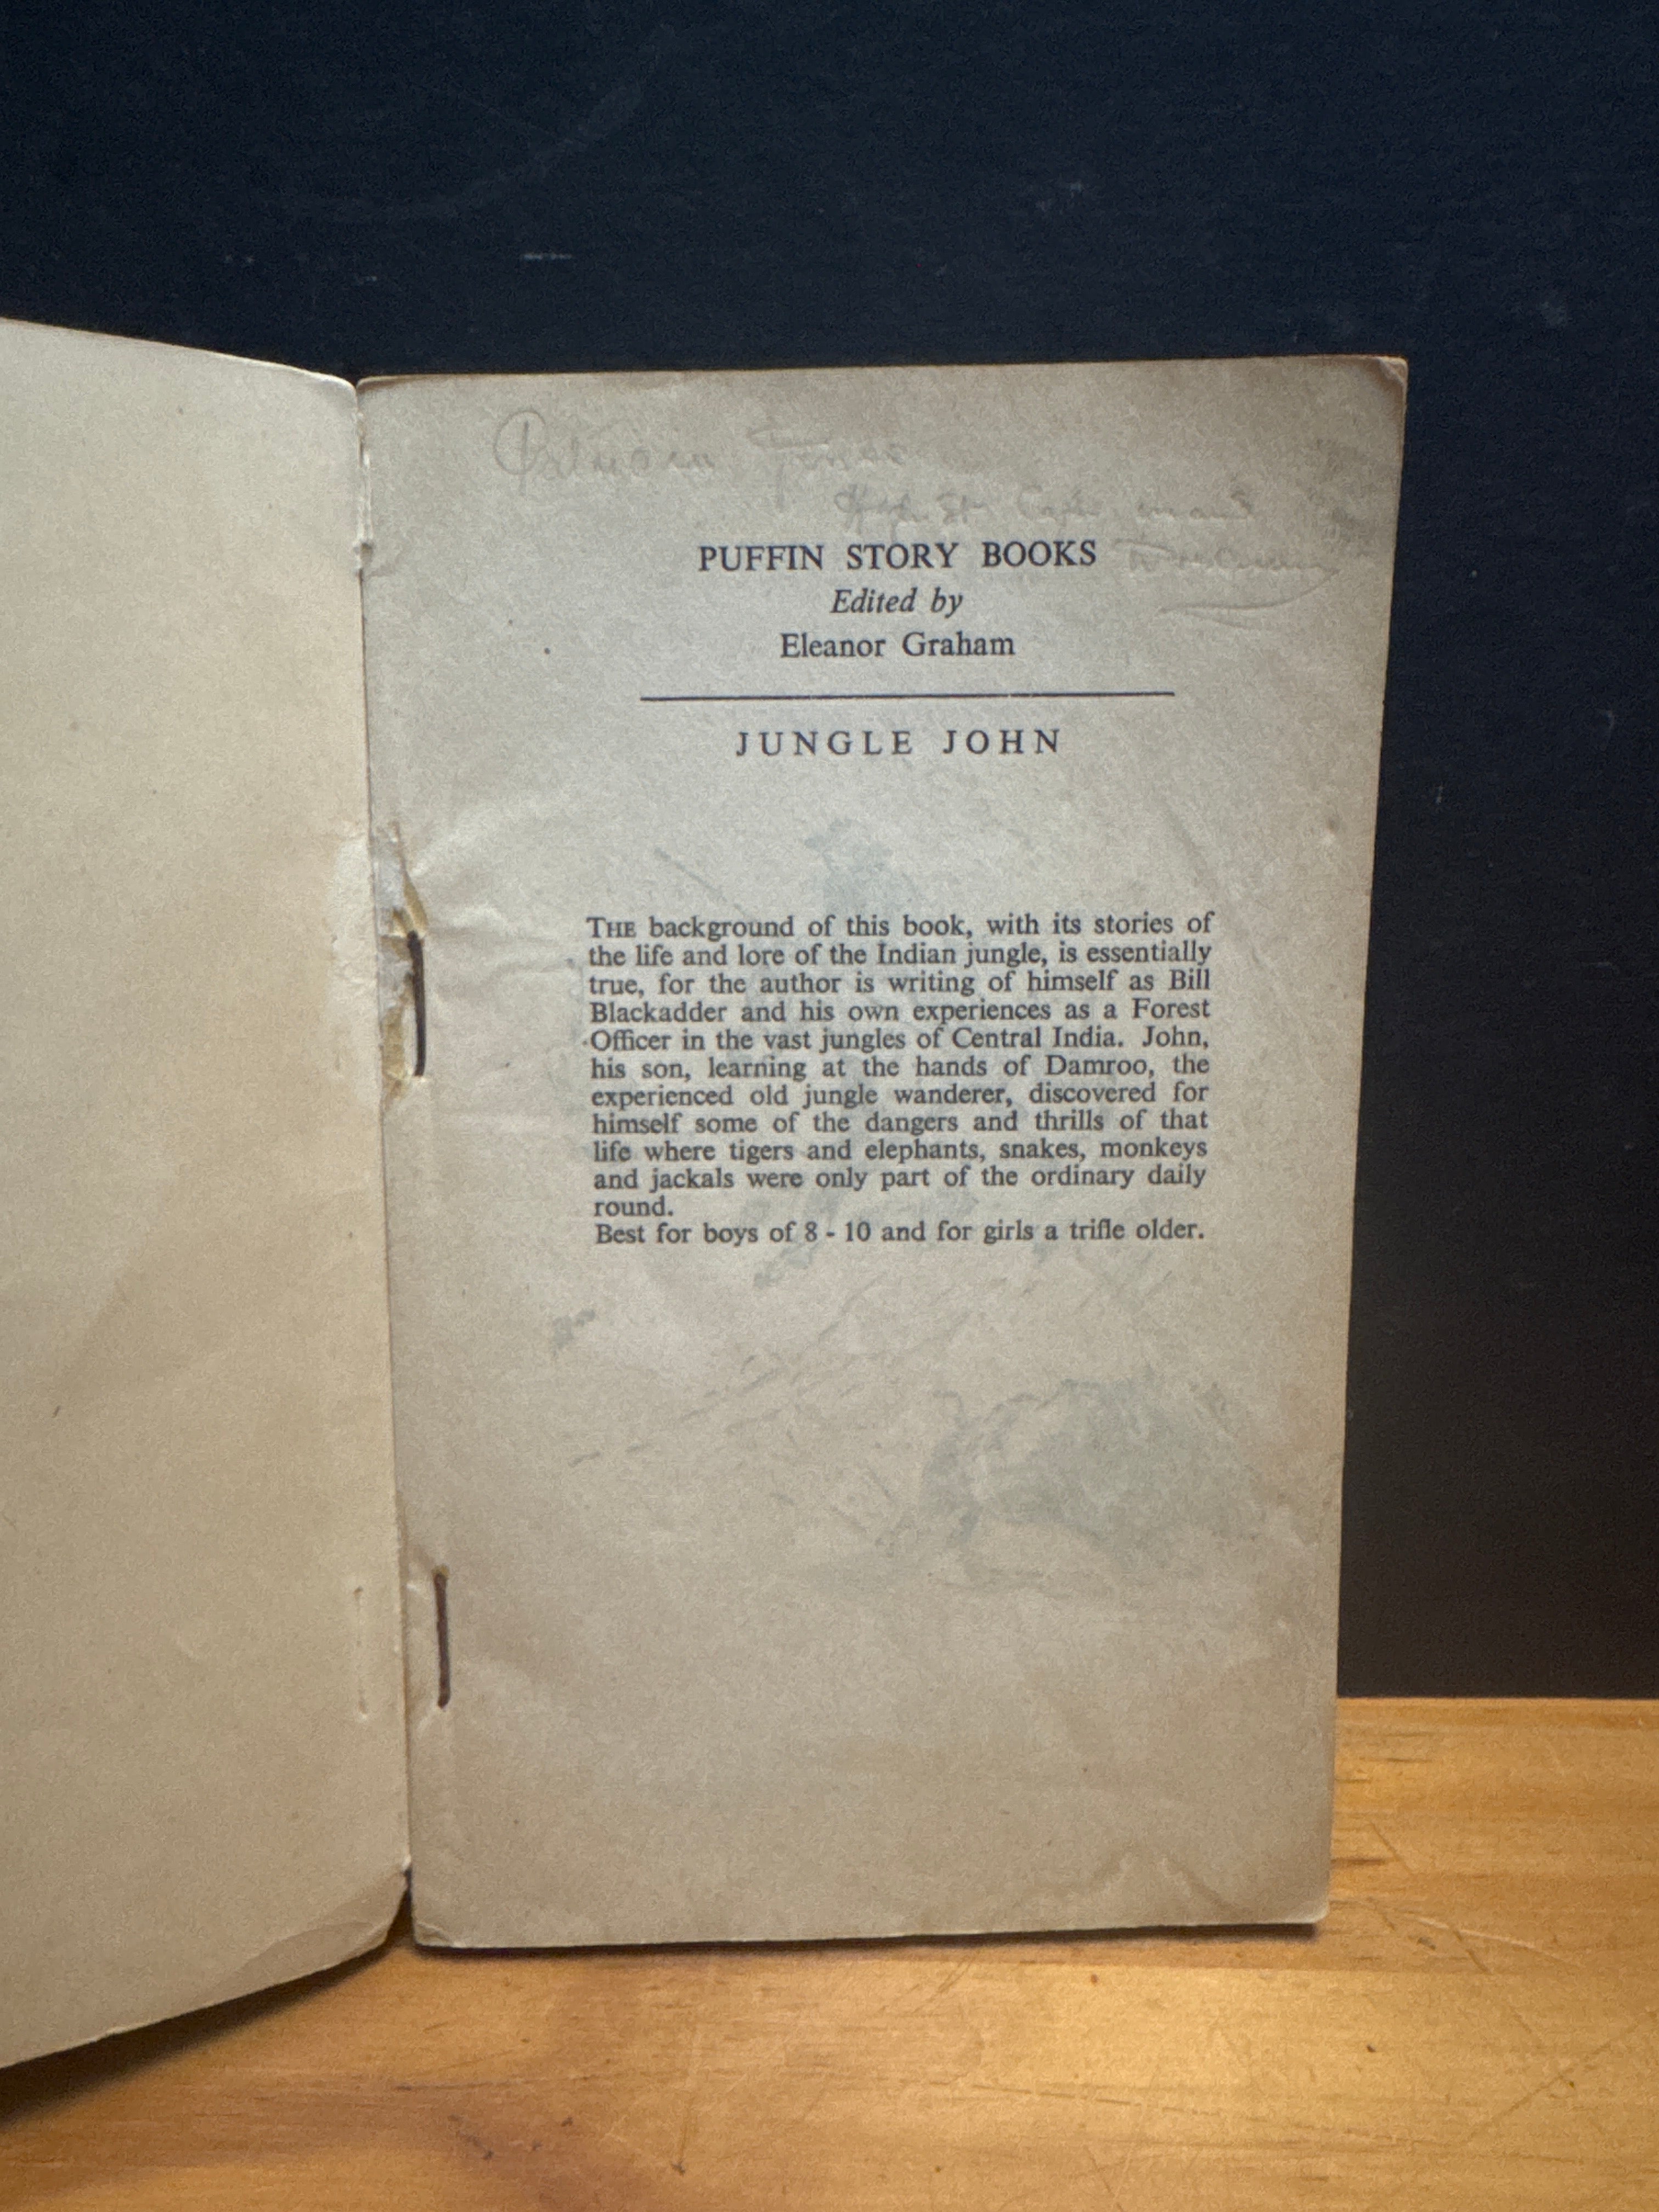 PUFFIN STORY BOOKS
Edited by
Eleanor Graham
JUNGLE JOHN
THE background of this book, with its stories of
the life and lore of the Indian jungle, is essentially
true, for the author is writing of himself as Bill
Blackadder and his own experiences as a Forest
Officer in the vast jungles of Central India. John,
his son, learning at the hands of Damroo, the
experienced old jungle wanderer, discovered for
himself some of the dangers and thrills of that
life where tigers and elephants, snakes, monkeys
and jackals were only part of the ordinary daily
round.
Best for boys of 8 - 10 and for girls a trifle older.